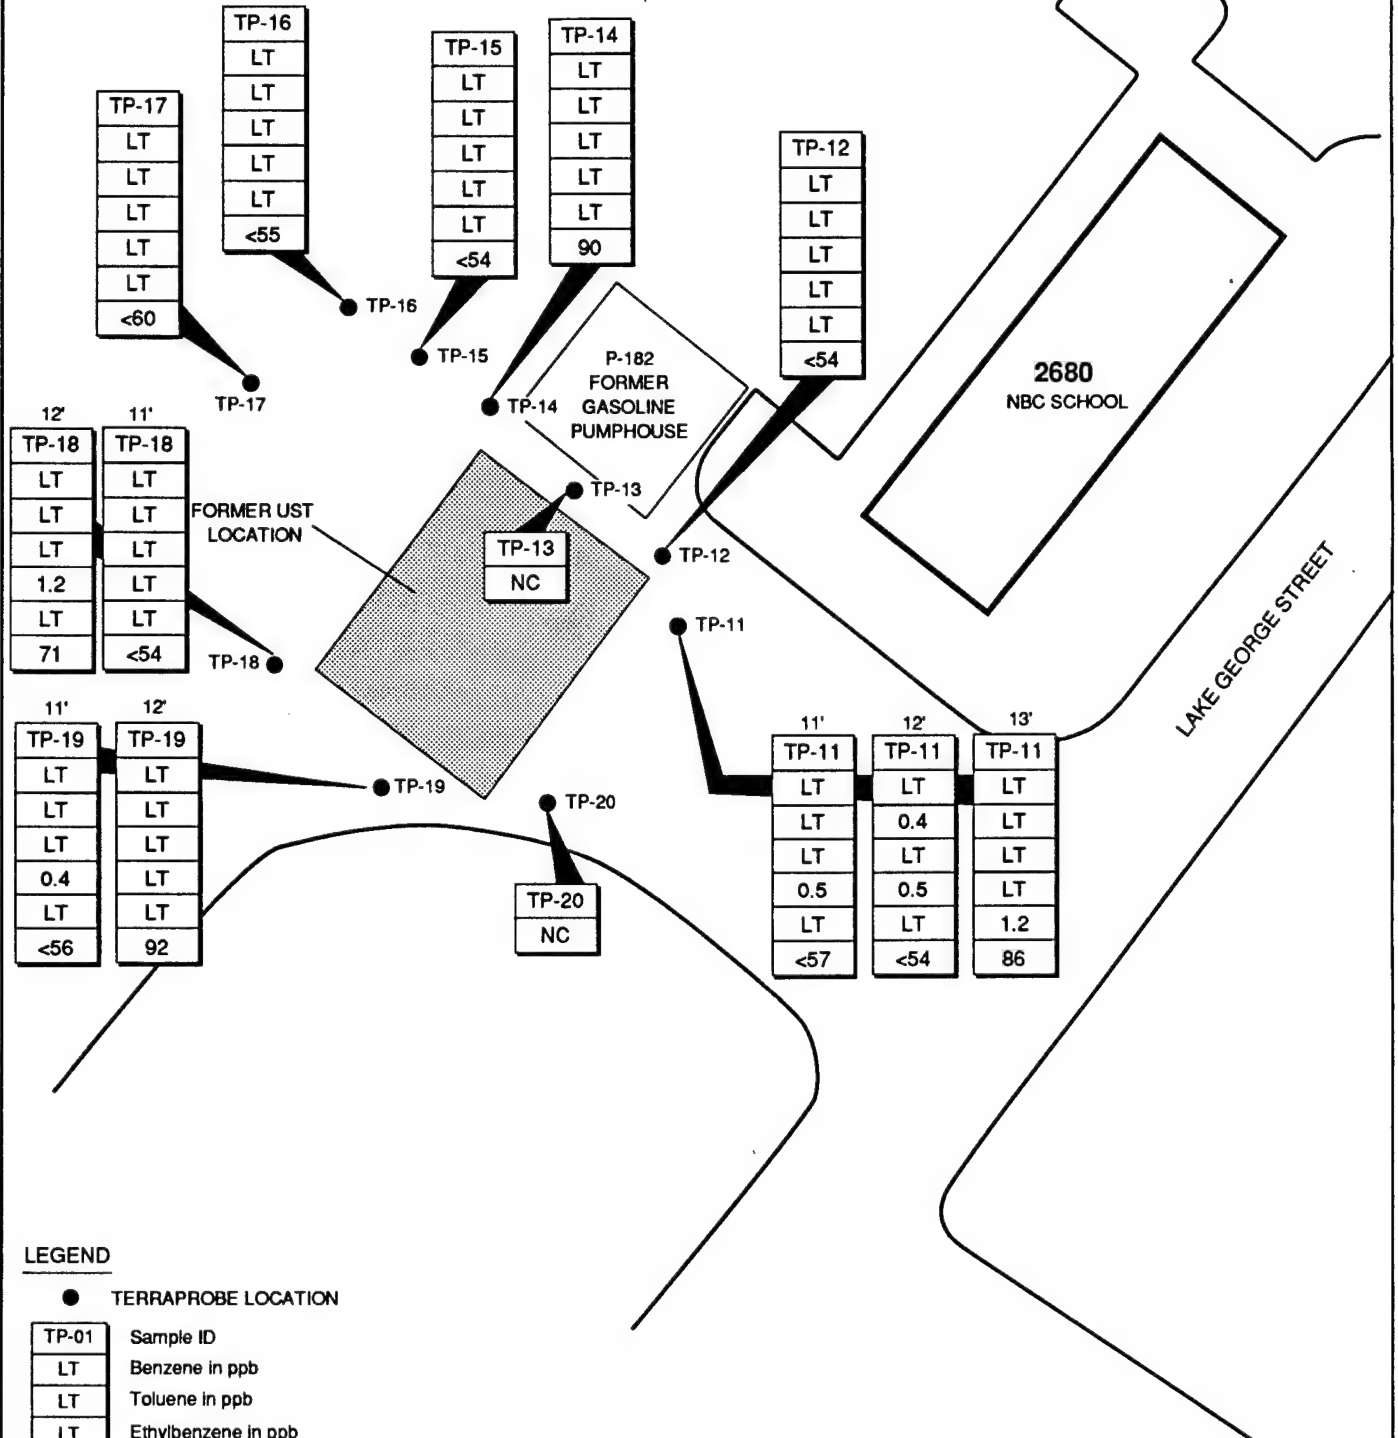 TP-16
LT
LT
LT
LT
LT
<55
TP-15
LT
LT
LT
LT
LT
<54
TP-14
LT
LT
LT
LT
LT
90
TP-17
LT
LT
LT
LT
LT
<60
TP-12
LT
LT
LT
LT
LT
<54
TP-16
TP-15
TP-17
TP-14
P-182
FORMER
GASOLINE
PUMPHOUSE
2680
NBC SCHOOL
12'
TP-18
LT
LT
LT
1.2
LT
71
11'
TP-18
LT
LT
LT
LT
LT
<54
FORMER UST
LOCATION
TP-13
TP-13
NC
TP-12
TP-11
TP-18
LAKE GEORGE STREET
11'
TP-19
LT
LT
LT
0.4
LT
<56
12'
TP-19
LT
LT
LT
LT
LT
92
TP-19
TP-20
TP-20
NC
11'
TP-11
LT
LT
LT
0.5
LT
<57
12'
TP-11
LT
0.4
LT
0.5
LT
<54
13'
TP-11
LT
LT
LT
LT
1.2
86
LEGEND
TERRAPROBE LOCATION
TP-01 Sample ID
LT Benzene in ppb
LT Toluene in ppb
LT Ethylbenzene in ppb